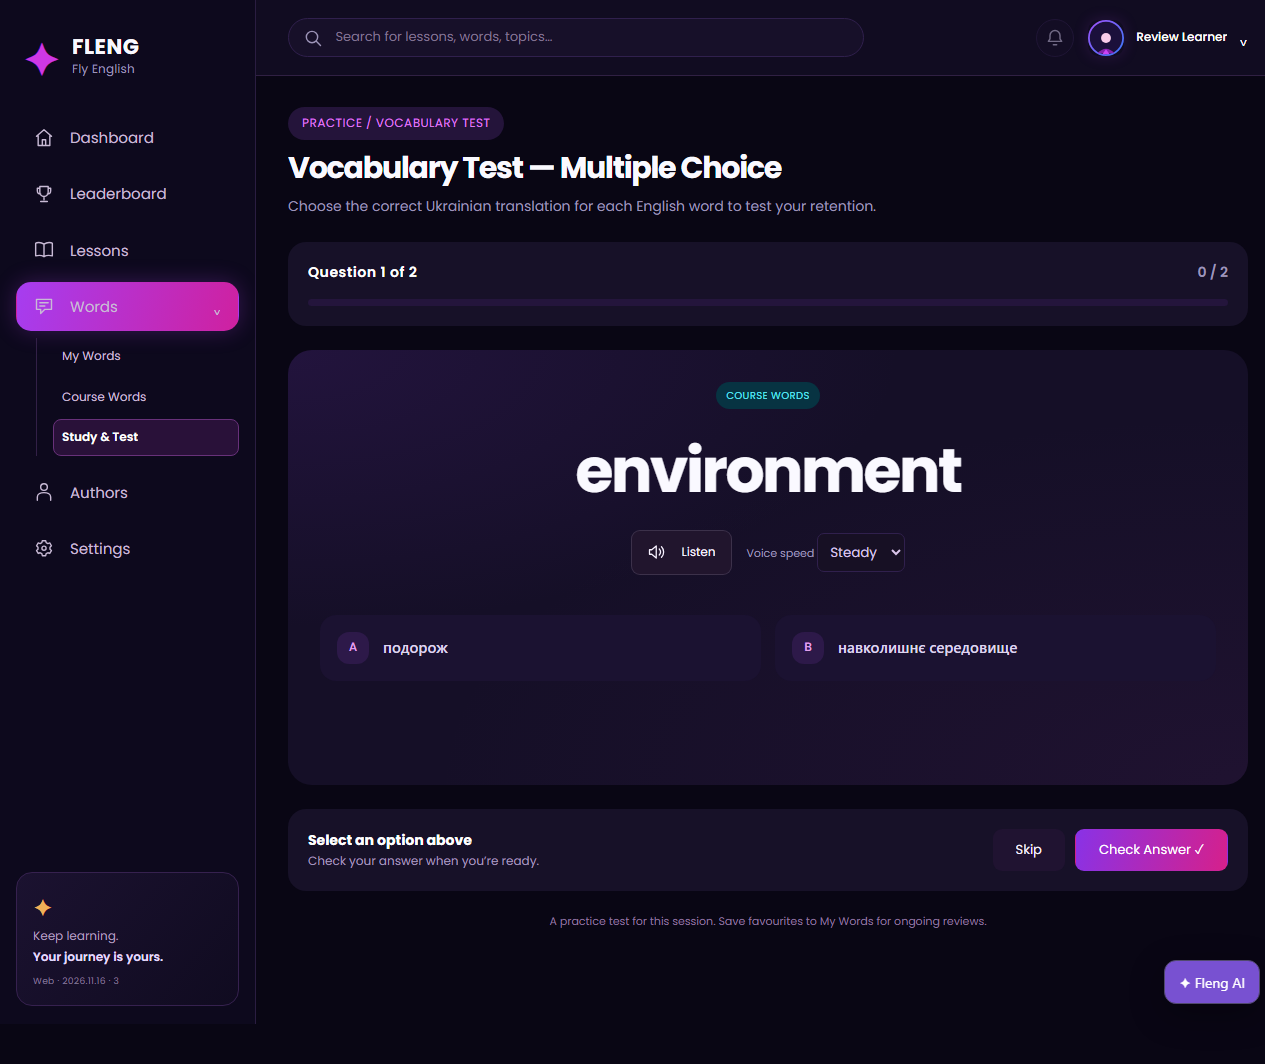 FLENG
Fly English
Dashboard
Leaderboard
Lessons
Words
My Words
Course Words
Study & Test
Authors
Settings
Keep learning.
Your journey is yours.
Web · 2026.11.16 · 3
Search for lessons, words, topics...
Review Learner
PRACTICE / VOCABULARY TEST
Vocabulary Test — Multiple Choice
Choose the correct Ukrainian translation for each English word to test your retention.
Question 1 of 2
0 / 2
COURSE WORDS
environment
Listen
Voice speed
Steady
A
подорож
B
навколишнє середовище
Select an option above
Check your answer when you’re ready.
Skip
Check Answer ✓
A practice test for this session. Save favourites to My Words for ongoing reviews.
✦ Fleng AI